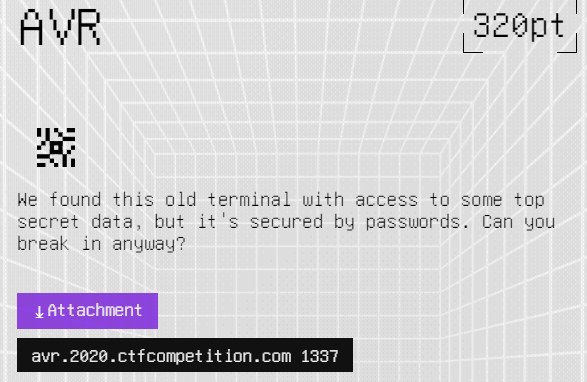 AVR
320pt
We found this old terminal with access to some top
secret data, but it's secured by passwords. Can you
break in anyway?
Attachment
avr.2020.ctfcompetition.com 1337